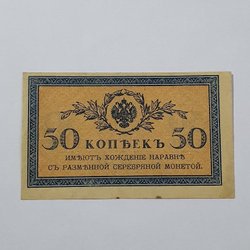 50 КОПѢЕКЪ 50
ИМѢЮТЪ ХОЖДЕНІЕ НАРАВНѢ
СЪ РАЗМѢННОЙ СЕРЕБРЯНОЙ МОНЕТОЙ.